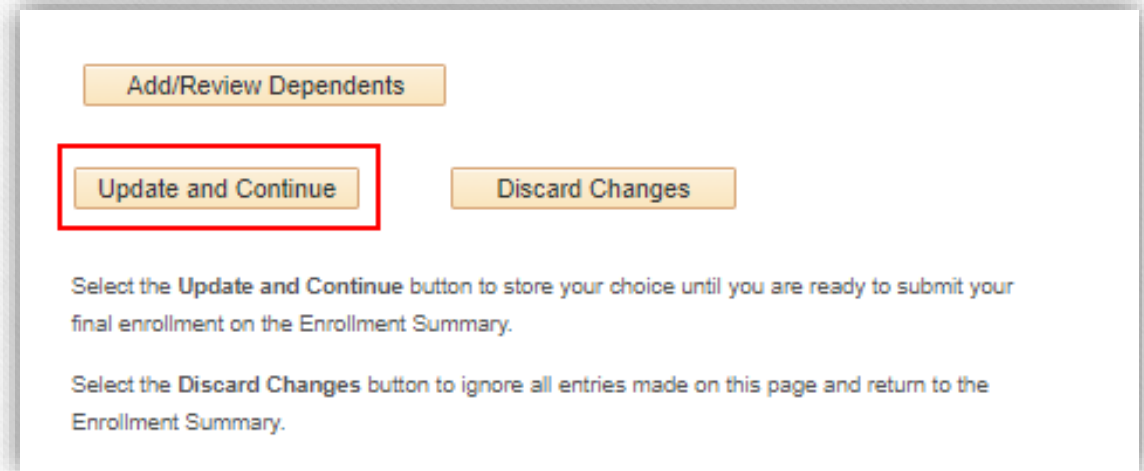 Add/Review Dependents
Update and Continue
Discard Changes
Select the Update and Continue button to store your choice until you are ready to submit your
final enrollment on the Enrollment Summary.
Select the Discard Changes button to ignore all entries made on this page and return to the
Enrollment Summary.